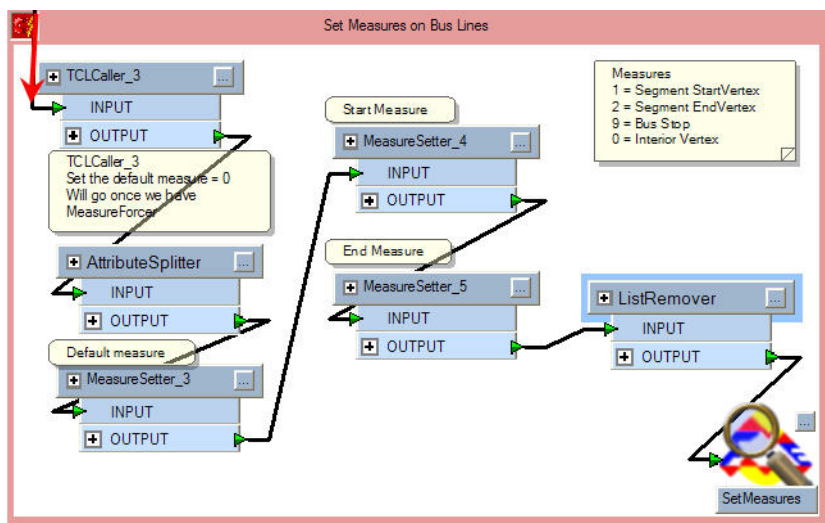 Set Measures on Bus Lines
TCLCaller_3
...
INPUT
OUTPUT
TCLCaller_3
Set the default measure = 0
Will go once we have
MeasureForcer
AttributeSplitter
...
INPUT
OUTPUT
Default measure
MeasureSetter_3
...
INPUT
OUTPUT
Start Measure
MeasureSetter_4
...
INPUT
OUTPUT
End Measure
MeasureSetter_5
...
INPUT
OUTPUT
Measures
1 = Segment StartVertex
2 = Segment EndVertex
9 = Bus Stop
0 = Interior Vertex
ListRemover
...
INPUT
OUTPUT
...
SetMeasures